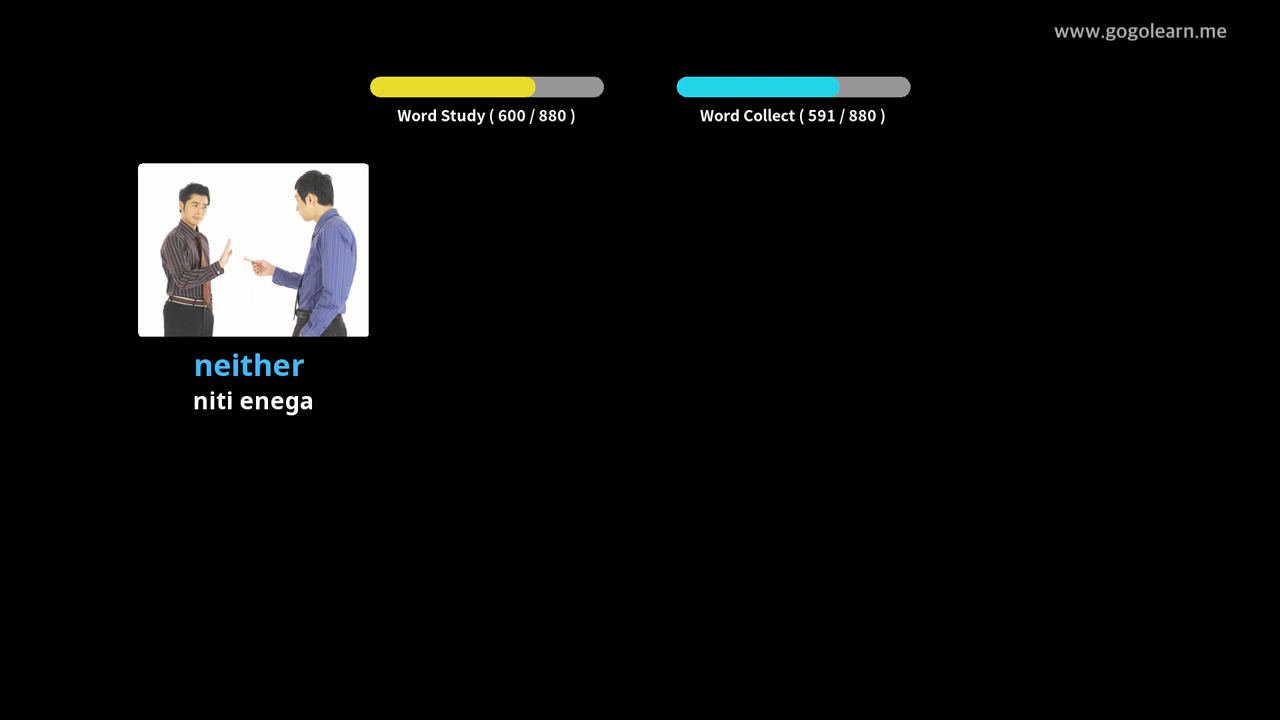 www.gogolearn.me
Word Study ( 600 / 880 )
Word Collect ( 591 / 880 )
neither
niti enega